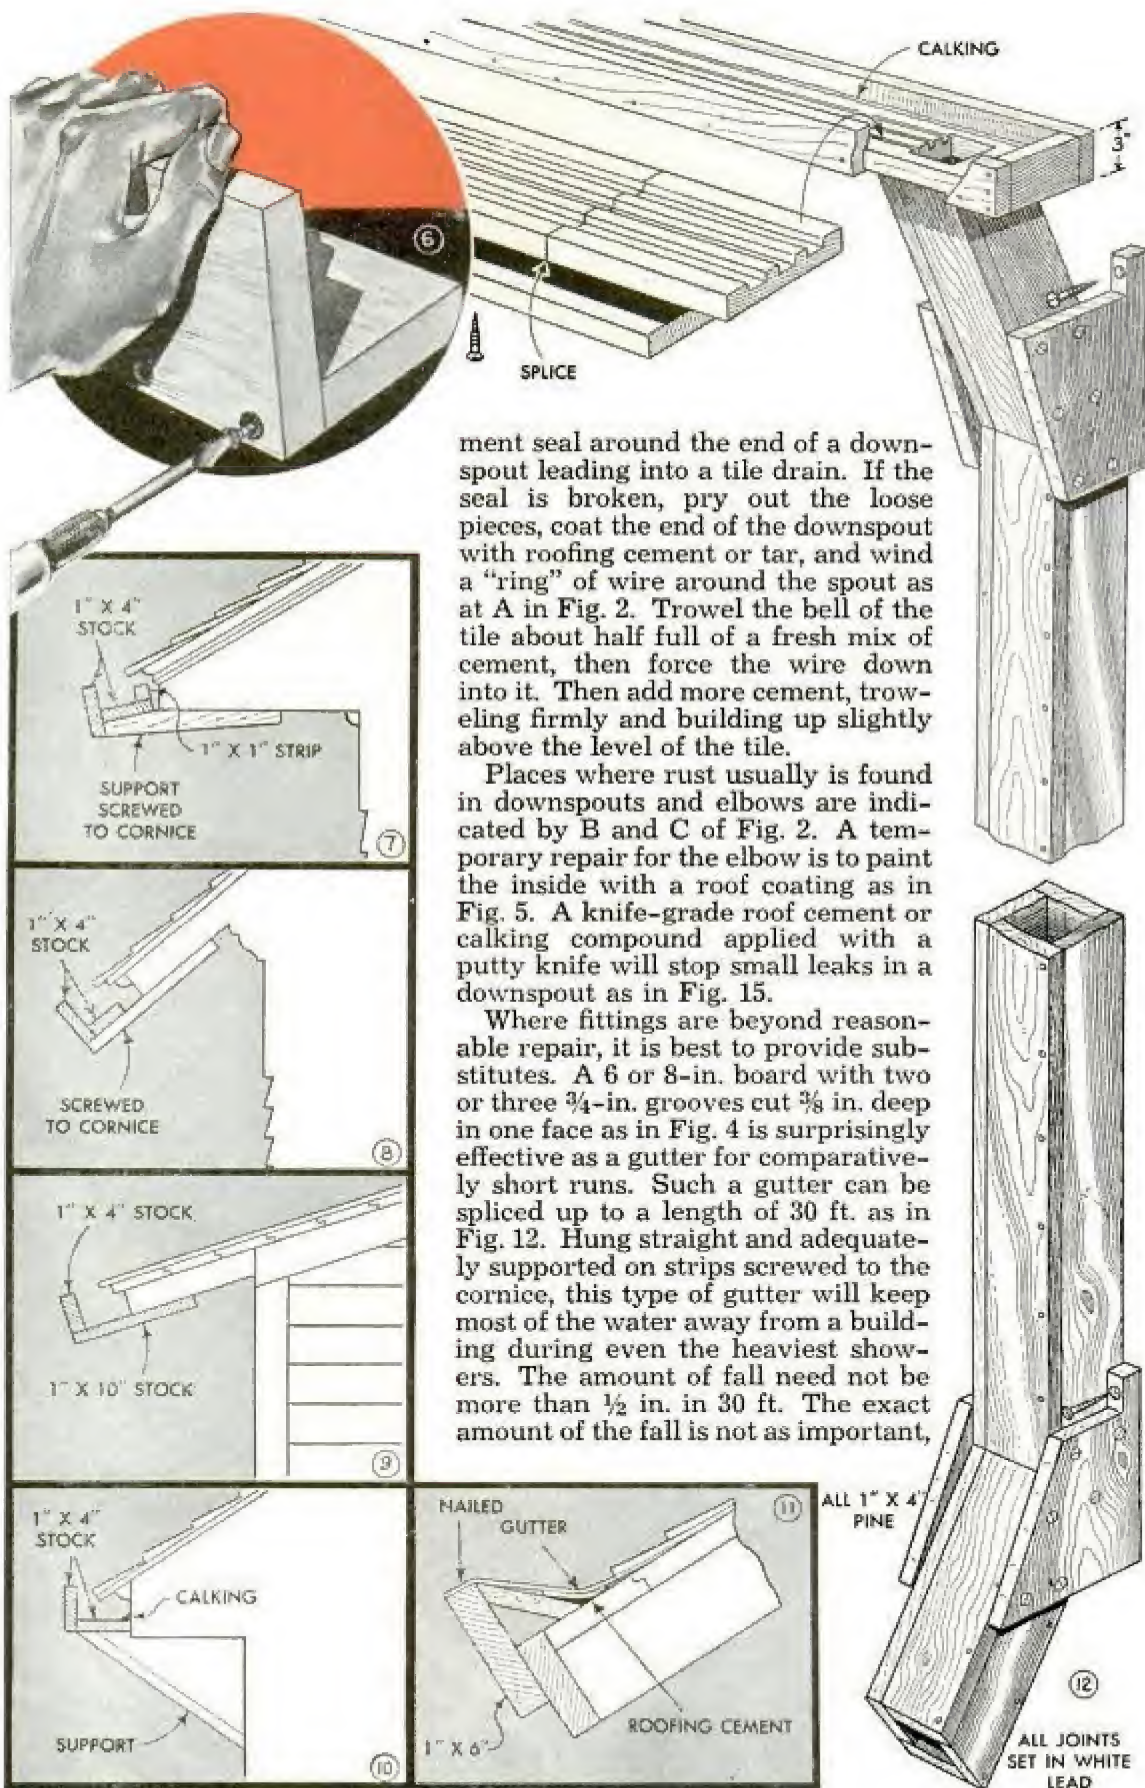 CALKING
3"
6
SPLICE
ment seal around the end of a down-
spout leading into a tile drain. If the
seal is broken, pry out the loose
pieces, coat the end of the downspout
with roofing cement or tar, and wind
a “ring” of wire around the spout as
at A in Fig. 2. Trowel the bell of the
tile about half full of a fresh mix of
cement, then force the wire down
into it. Then add more cement, trow-
eling firmly and building up slightly
above the level of the tile.
Places where rust usually is found
in downspouts and elbows are indi-
cated by B and C of Fig. 2. A tem-
porary repair for the elbow is to paint
the inside with a roof coating as in
Fig. 5. A knife-grade roof cement or
calking compound applied with a
putty knife will stop small leaks in a
downspout as in Fig. 15.
Where fittings are beyond reason-
able repair, it is best to provide sub-
stitutes. A 6 or 8-in. board with two
or three ¾-in. grooves cut ⅜ in. deep
in one face as in Fig. 4 is surprisingly
effective as a gutter for comparative-
ly short runs. Such a gutter can be
spliced up to a length of 30 ft. as in
Fig. 12. Hung straight and adequate-
ly supported on strips screwed to the
cornice, this type of gutter will keep
most of the water away from a build-
ing during even the heaviest show-
ers. The amount of fall need not be
more than ½ in. in 30 ft. The exact
amount of the fall is not as important,
1" X 4"
STOCK
1" X 1" STRIP
SUPPORT
SCREWED
TO CORNICE
7
1" X 4"
STOCK
SCREWED
TO CORNICE
8
1" X 4" STOCK
1" X 10" STOCK
9
1" X 4"
STOCK
CALKING
SUPPORT
10
NAILED
GUTTER
11
ROOFING CEMENT
1" X 6"
ALL 1" X 4"
PINE
12
ALL JOINTS
SET IN WHITE
LEAD